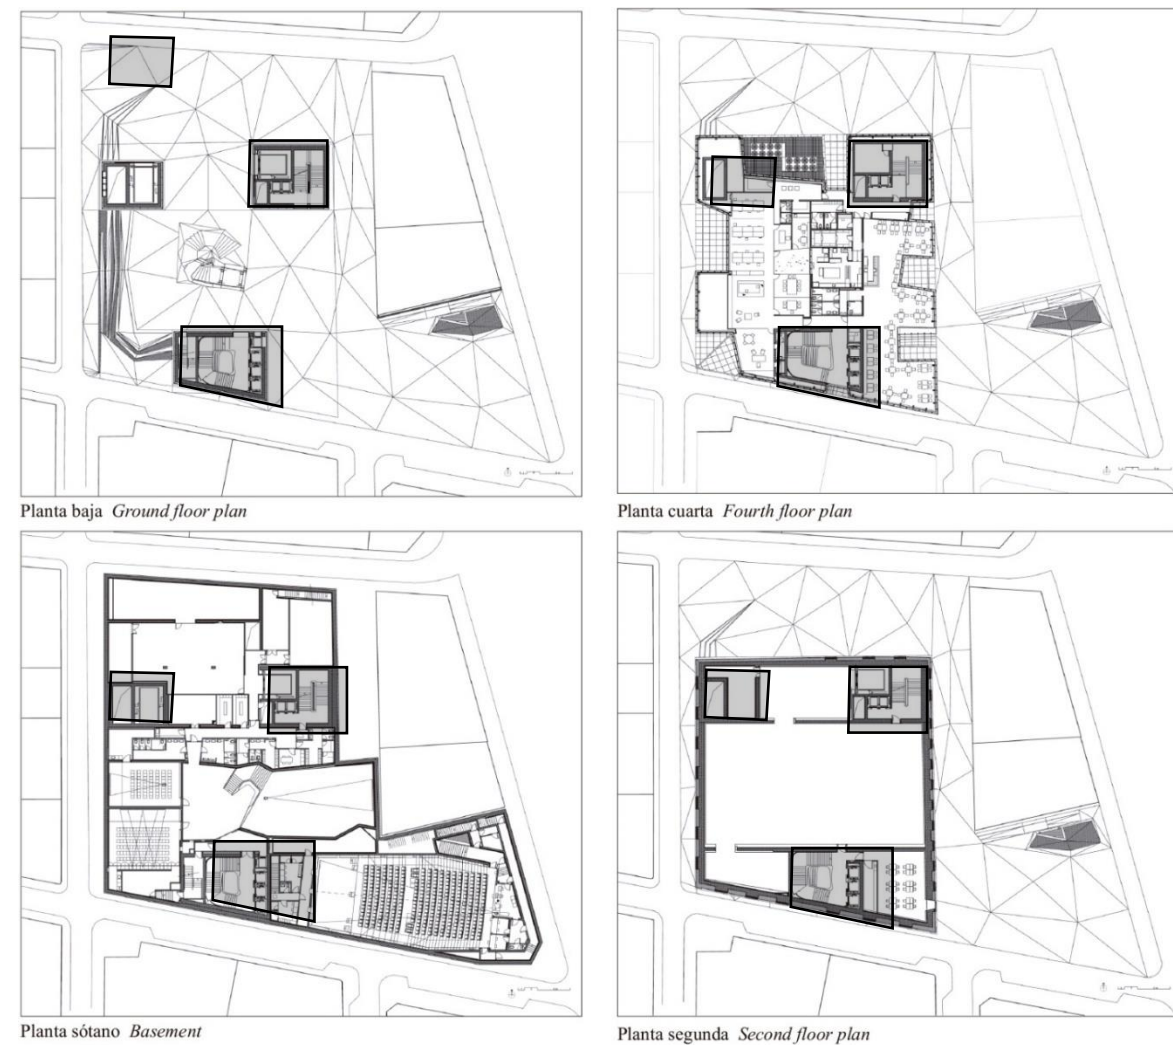 Planta baja Ground floor plan
Planta cuarta Fourth floor plan
Planta sótano Basement
Planta segunda Second floor plan